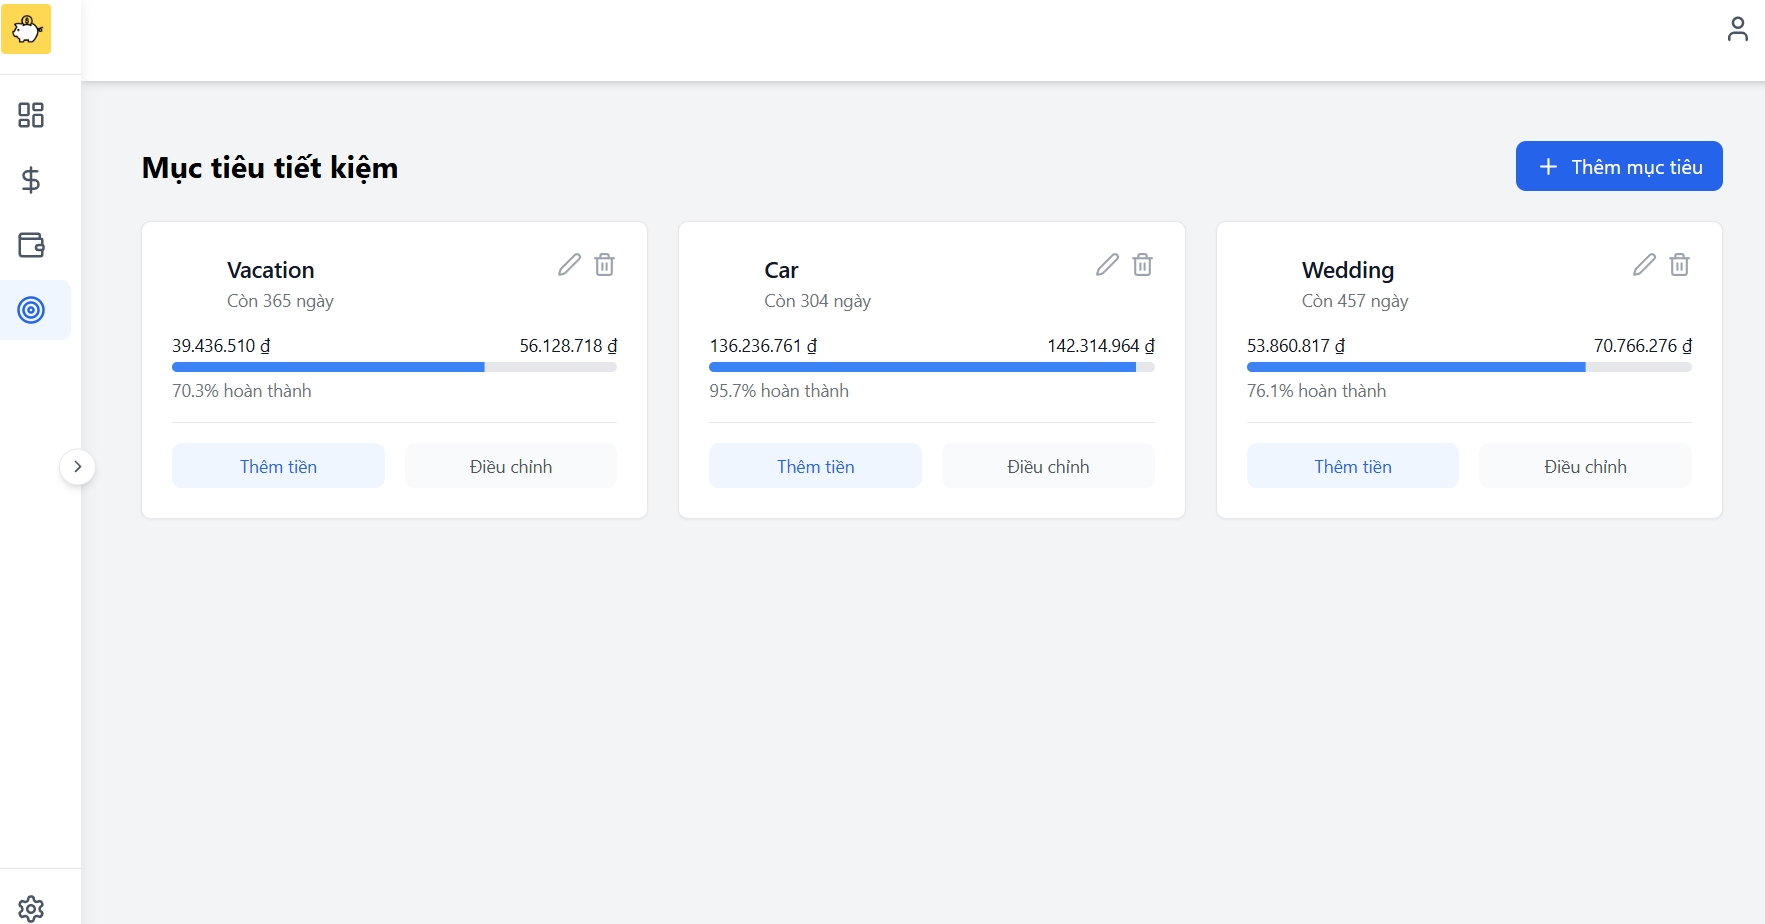 Mục tiêu tiết kiệm
Thêm mục tiêu
Vacation
Còn 365 ngày
39.436.510 ₫
56.128.718 ₫
70.3% hoàn thành
Thêm tiền
Điều chỉnh
Car
Còn 304 ngày
136.236.761 ₫
142.314.964 ₫
95.7% hoàn thành
Thêm tiền
Điều chỉnh
Wedding
Còn 457 ngày
53.860.817 ₫
70.766.276 ₫
76.1% hoàn thành
Thêm tiền
Điều chỉnh